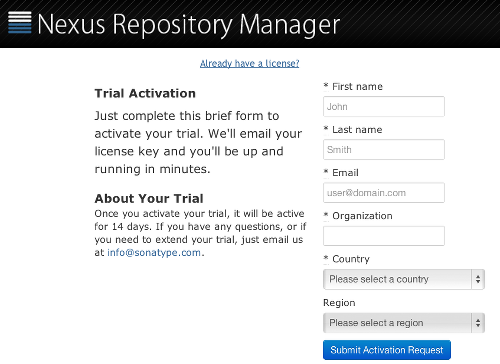 Nexus Repository Manager
Already have a license?
Trial Activation
Just complete this brief form to
activate your trial. We'll email your
license key and you'll be up and
running in minutes.
About Your Trial
Once you activate your trial, it will be active
for 14 days. If you have any questions, or if
you need to extend your trial, just email us
at info@sonatype.com.
* First name
John
* Last name
Smith
* Email
user@domain.com
* Organization
* Country
Please select a country
Region
Please select a region
Submit Activation Request